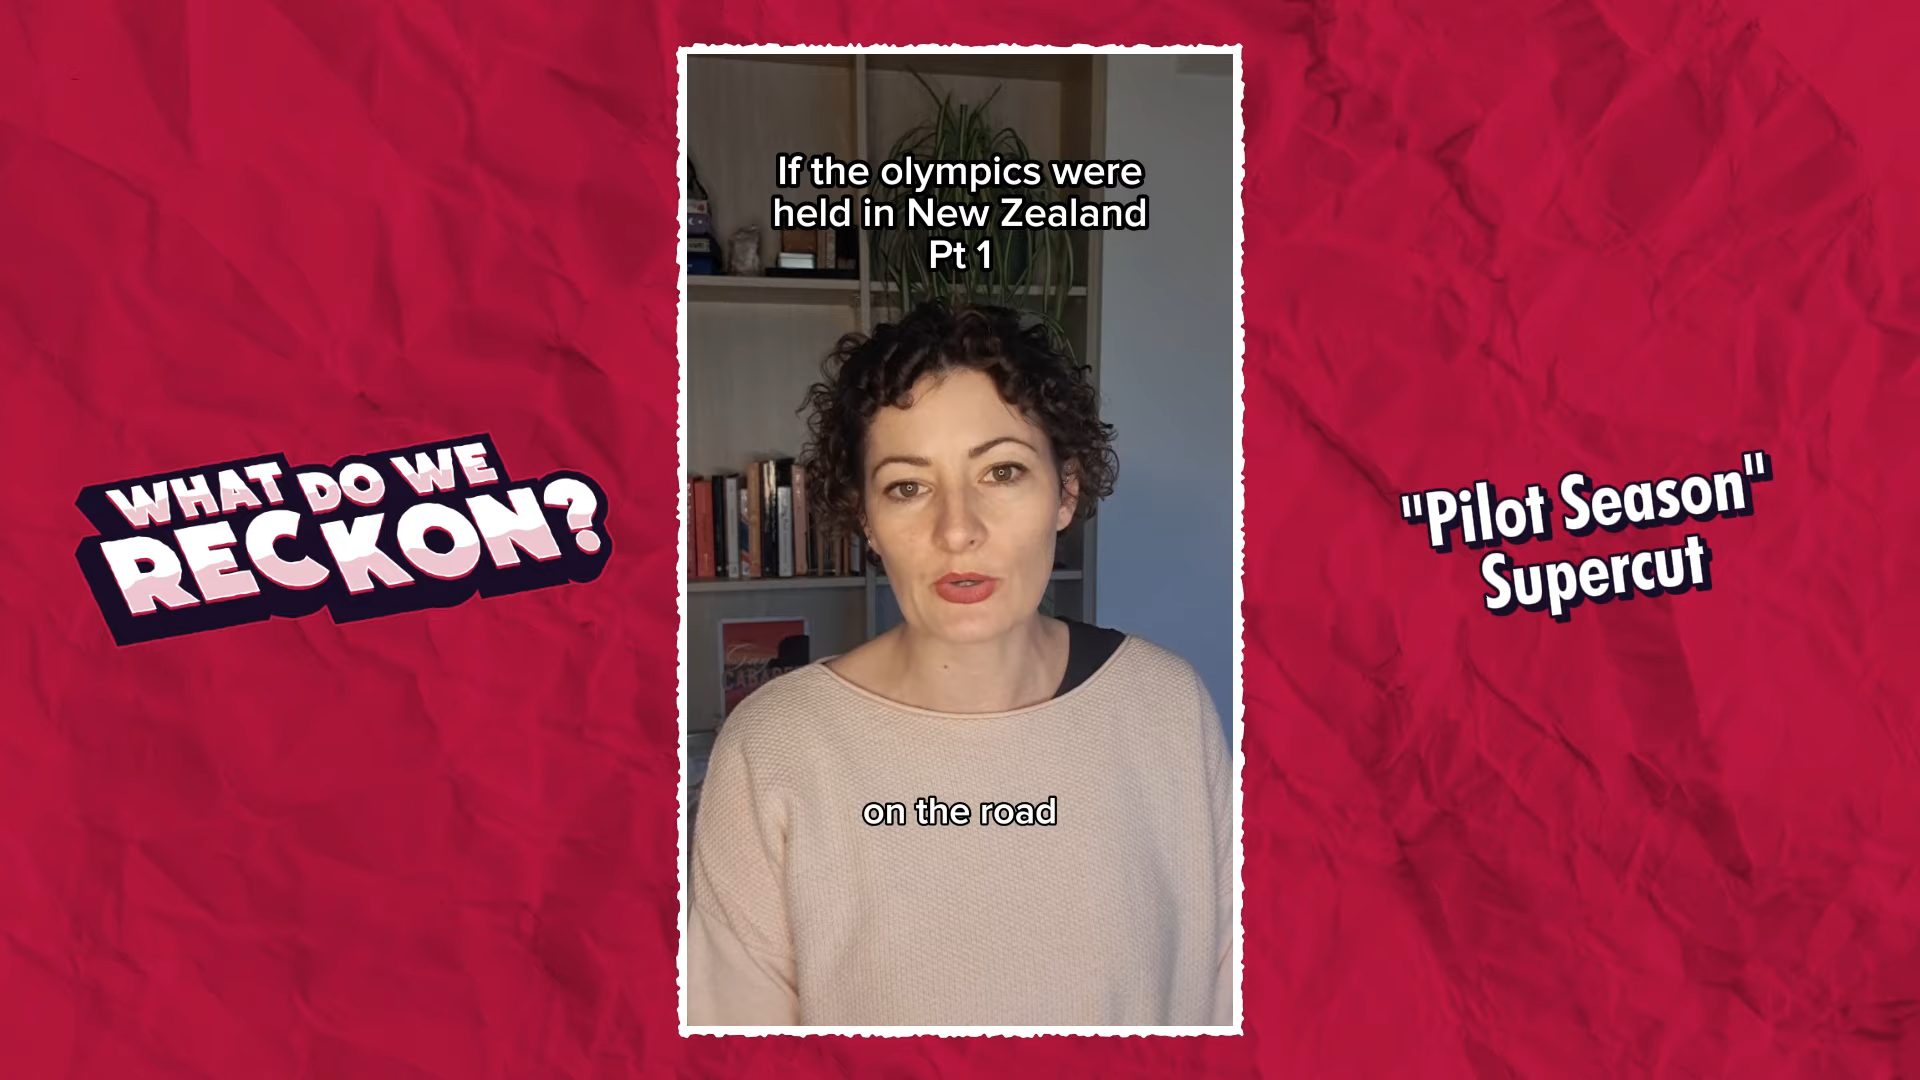 WHAT DO WE
RECKON?
If the olympics were
held in New Zealand
Pt 1
on the road
CABARE
"Pilot Season"
Supercut